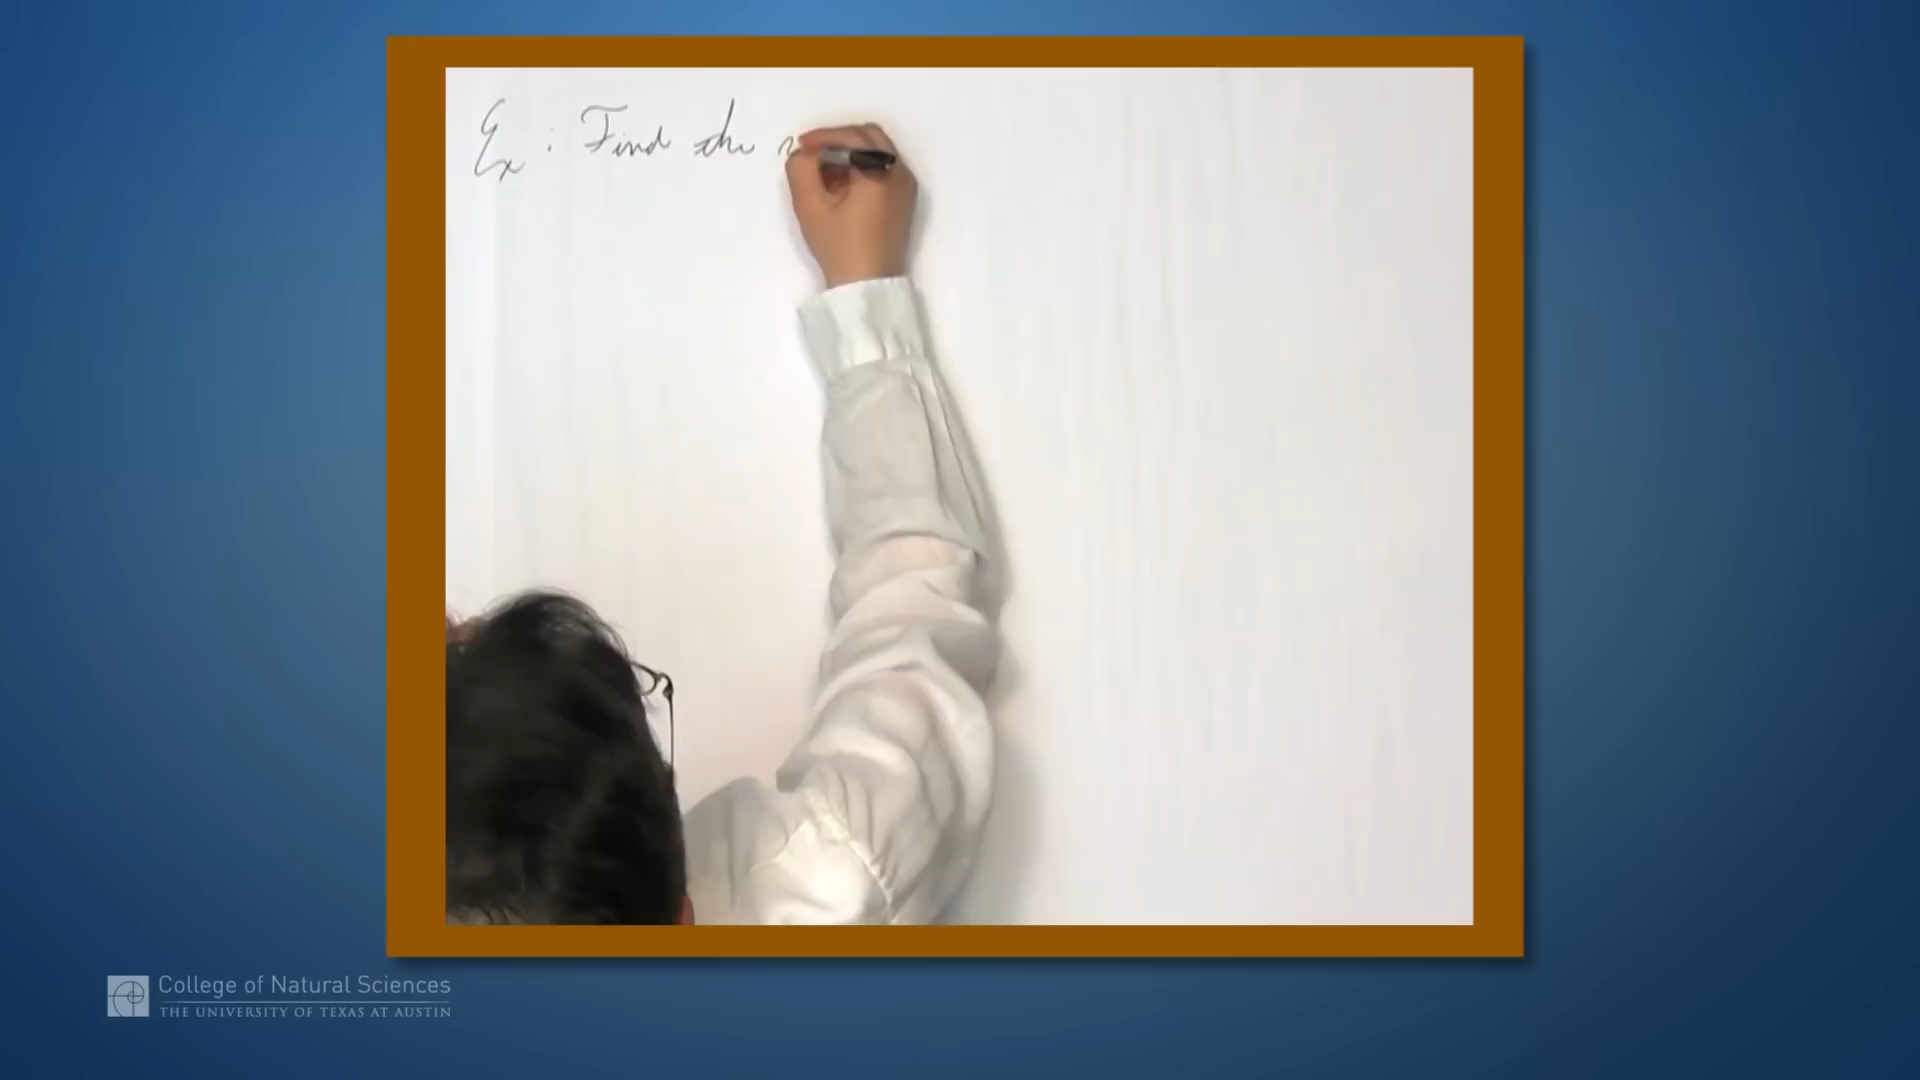 Ex: Find the
College of Natural Sciences
THE UNIVERSITY OF TEXAS AT AUSTIN